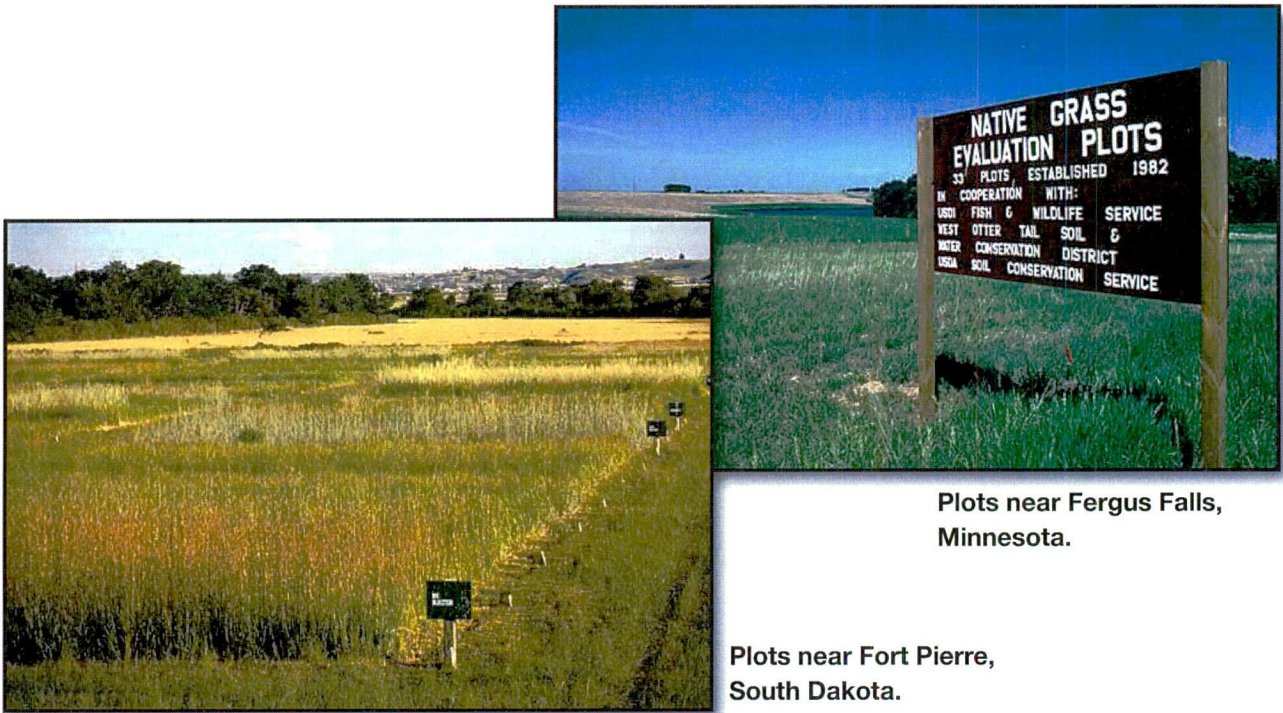 NATIVE GRASS
EVALUATION PLOTS
33 PLOTS ESTABLISHED 1982
IN COOPERATION WITH:
USDI FISH & WILDLIFE SERVICE
WEST OTTER TAIL SOIL &
WATER CONSERVATION DISTRICT
USDA SOIL CONSERVATION SERVICE
Plots near Fergus Falls,
Minnesota.
Plots near Fort Pierre,
South Dakota.